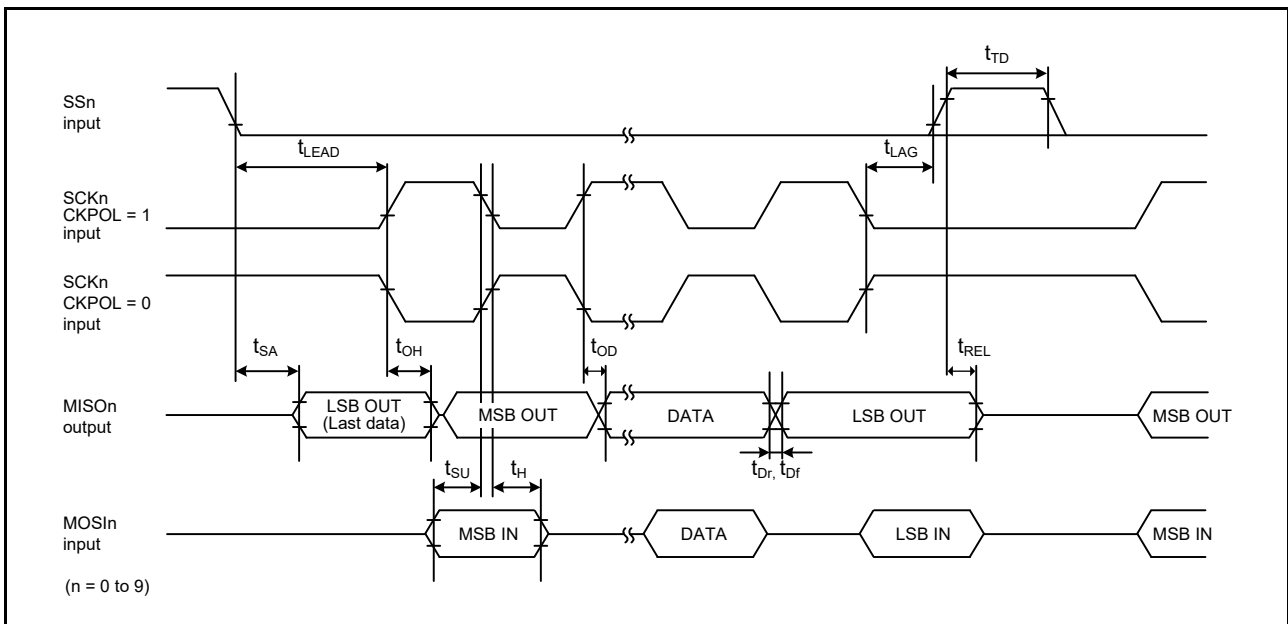 tTD
SSn
input
tLEAD
tLAG
SCKn
CKPOL = 1
input
SCKn
CKPOL = 0
input
tSA
tOH
tOD
tREL
MISOn
output
LSB OUT
(Last data)
MSB OUT
DATA
LSB OUT
MSB OUT
tSU
tH
tDr, tDf
MOSIn
input
MSB IN
DATA
LSB IN
MSB IN
(n = 0 to 9)